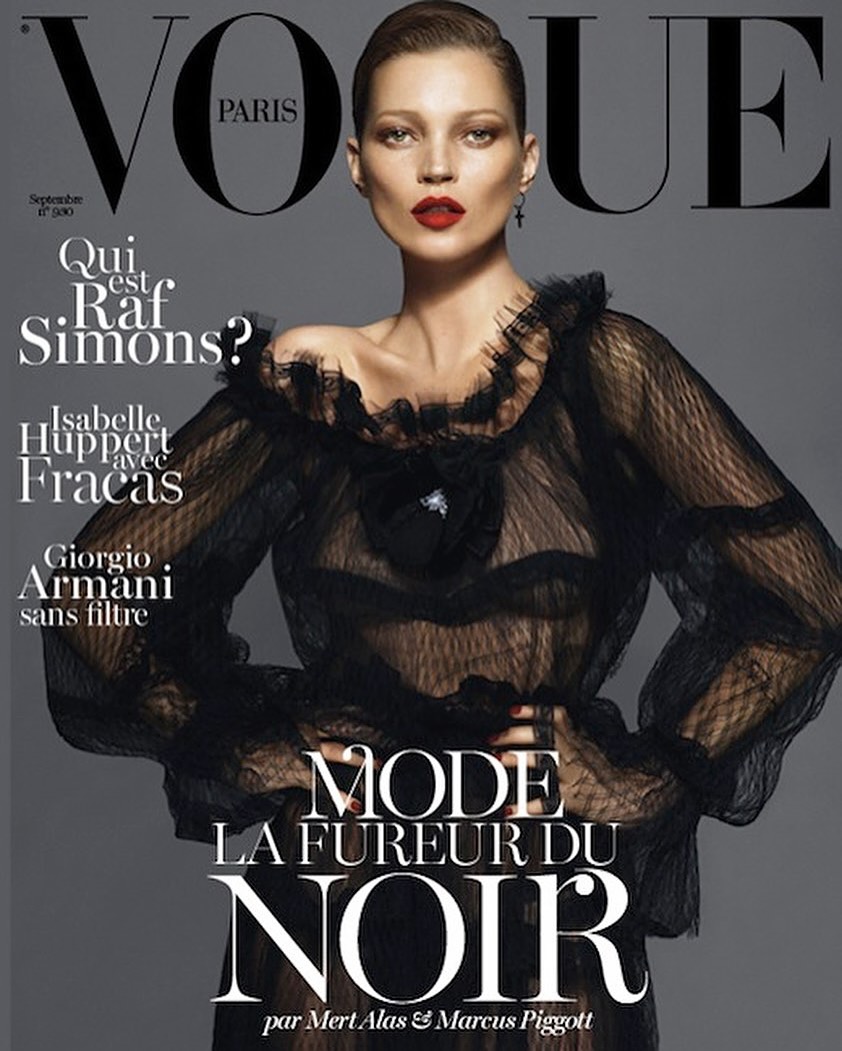 VOGUE
PARIS
Septembre
n° 930
Qui
est
Raf
Simons?
Isabelle
Huppert
avec
Fracas
Giorgio
Armani
sans filtre
MODE
LA FUREUR DU
NOIR
par Mert Alas & Marcus Piggott